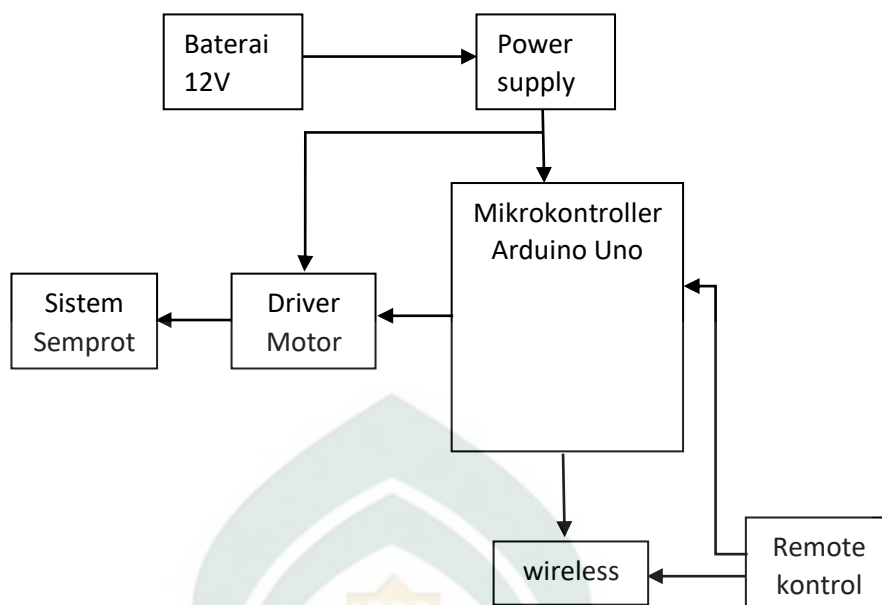 Baterai
12V
Power
supply
Mikrokontroller
Arduino Uno
Sistem
Semprot
Driver
Motor
wireless
Remote
kontrol